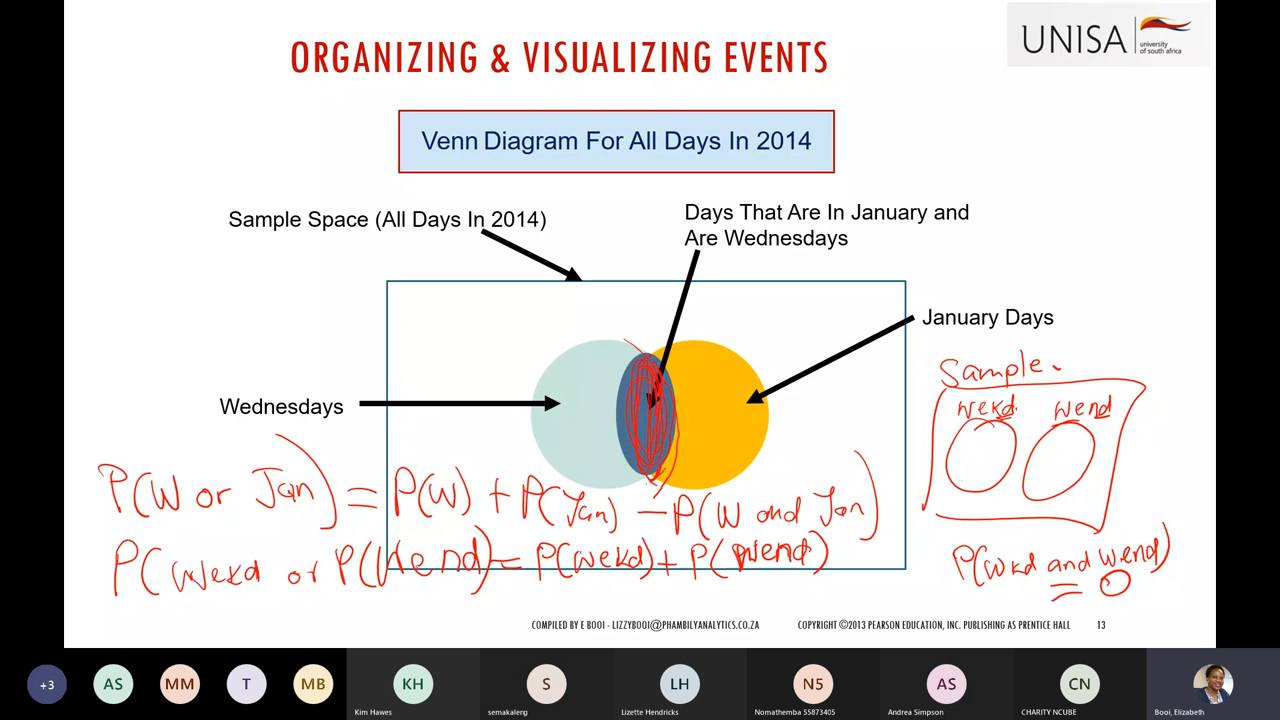 ORGANIZING & VISUALIZING EVENTS
UNISA
university
of south africa
Venn Diagram For All Days In 2014
Sample Space (All Days In 2014)
Days That Are In January and
Are Wednesdays
January Days
Wednesdays
Sample.
wekd. wend
P(W or Jan) = P(W) + P(Jan) - P(W and Jan)
P(Wekd or P(Wend) = P(Wekd) + P(Wend)
P(Wkd and wend)
COMPILED BY E BOOI - LIZZYBOOI@PHAMBILYANALYTICS.CO.ZA
COPYRIGHT ©2013 PEARSON EDUCATION, INC. PUBLISHING AS PRENTICE HALL
13
+3 AS MM T MB KH S LH N5 AS CN
Kim Hawes semakaleng Lizette Hendricks Nomathemba 55873405 Andrea Simpson CHARITY NCUBE Booi, Elizabeth